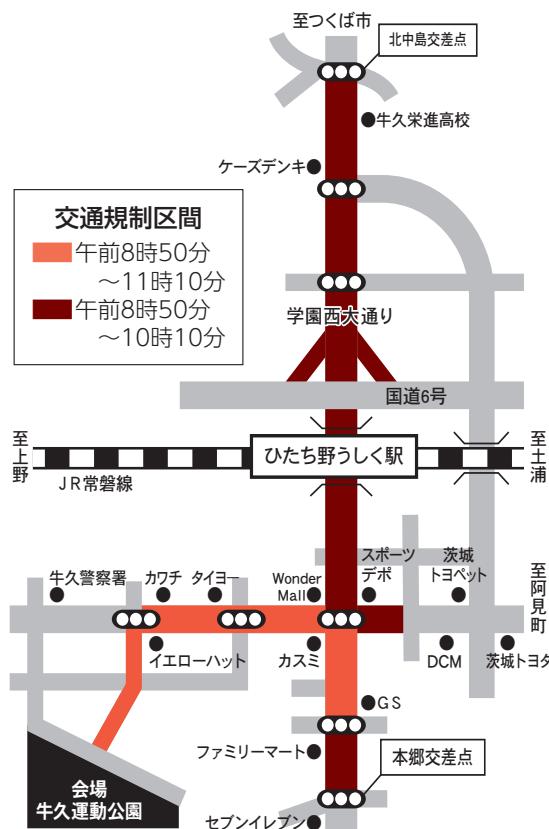 至つくば市
北中島交差点
牛久栄進高校
ケーズデンキ
交通規制区間
午前8時50分
～11時10分
午前8時50分
～10時10分
学園西大通り
国道6号
至上野
ひたち野うしく駅
至土浦
JR常磐線
スポーツ
デポ
茨城
トヨペット
至阿見町
牛久警察署
カワチ
タイヨー
Wonder
Mall
イエローハット
カスミ
DCM
茨城トヨタ
GS
ファミリーマート
本郷交差点
会場
牛久運動公園
セブンイレブン